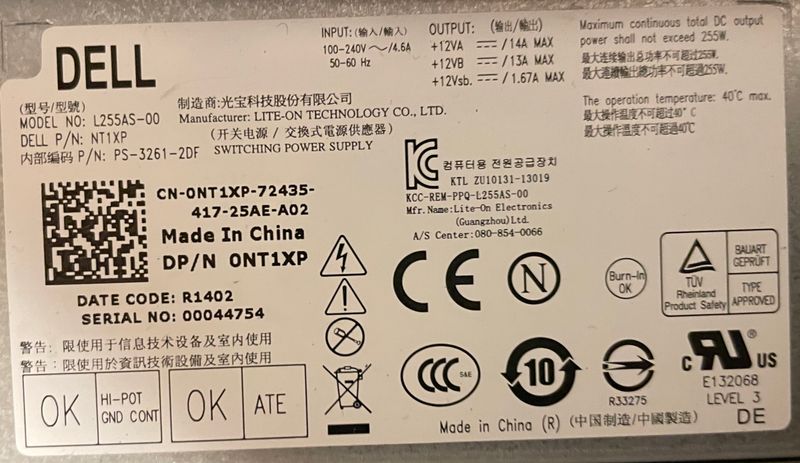 DELL
(型号/型號)
MODEL NO: L255AS-00
DELL P/N: NT1XP
内部编码 P/N: PS-3261-2DF
制造商:光宝科技股份有限公司
Manufacturer: LITE-ON TECHNOLOGY CO., LTD.
(开关电源 / 交換式電源供應器)
SWITCHING POWER SUPPLY
INPUT: (输入/輸入)
100-240V ～/4.6A
50-60 Hz
OUTPUT: (输出/輸出)
+12VA ⎓/14A MAX
+12VB ⎓/13A MAX
+12Vsb. ⎓/1.67A MAX
Maximum continuous total DC output
power shall not exceed 255W.
最大连续输出总功率不可超过255W.
最大連續輸出總功率不可超過255W.
The operation temperature: 40℃ max.
最大操作温度不可超过40℃
最大操作溫度不可超過40℃
컴퓨터용 전원공급장치
KTL ZU10131-13019
KCC-REM-PPQ-L255AS-00
Mfr. Name:Lite-On Electronics
(Guangzhou)Ltd.
A/S Center:080-854-0066
CN-0NT1XP-72435-
417-25AE-A02
Made In China
DP/N 0NT1XP
DATE CODE: R1402
SERIAL NO: 00044754
CE
N
Burn-In
OK
TÜV
Rheinland
Product Safety
BAUART
GEPRÜFT
TYPE
APPROVED
警告: 限使用于信息技术设备及室内使用
警告: 限使用於資訊技術設備及室內使用
OK
HI-POT
GND CONT
OK
ATE
CCC
S&E
10
R33275
c RU ® US
E132068
LEVEL 3
DE
Made in China (R) (中国制造/中國製造)